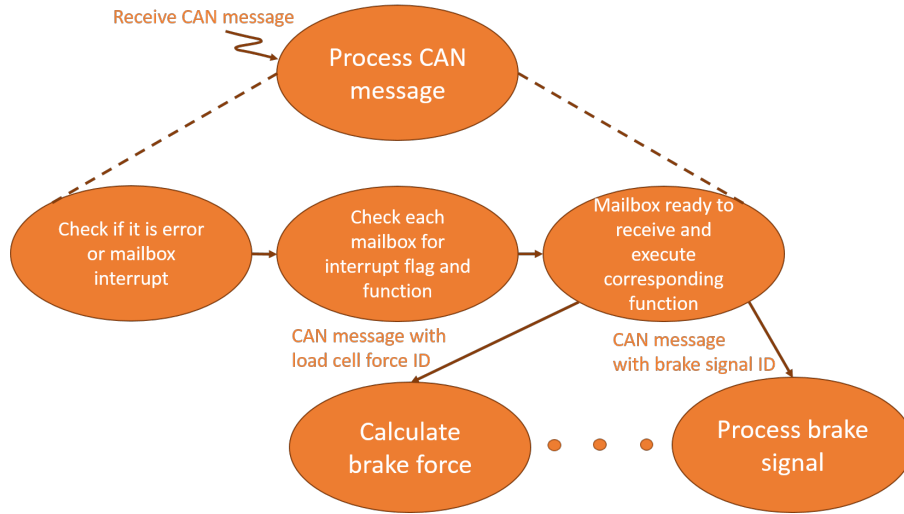 Receive CAN message
Process CAN
message
Check if it is error
or mailbox
interrupt
Check each
mailbox for
interrupt flag and
function
Mailbox ready to
receive and
execute
corresponding
function
CAN message with
load cell force ID
CAN message
with brake signal ID
Calculate
brake force
Process brake
signal